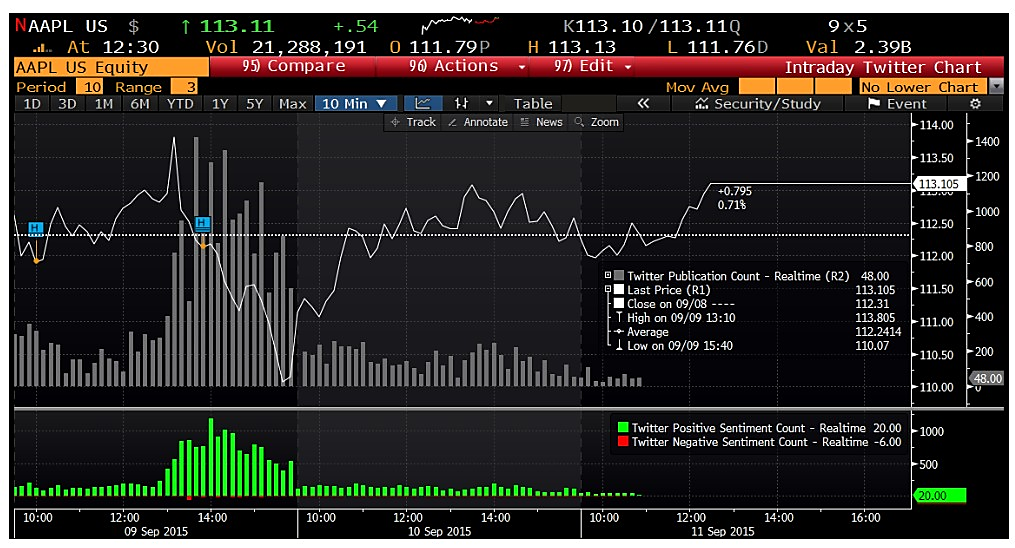 NAAPL US $ ↑ 113.11 +.54 K113.10/113.11Q 9x5
At 12:30 Vol 21,288,191 O 111.79P H 113.13 L 111.76D Val 2.39B
AAPL US Equity 95) Compare 96) Actions 97) Edit Intraday Twitter Chart
Period 10 Range 3 Mov Avg No Lower Chart
1D 3D 1M 6M YTD 1Y 5Y Max 10 Min ▼ Table « Security/Study Event
Track Annotate News Zoom
114.00
1400
113.50
1200
113.105
113.00
+0.795
0.71%
1000
H
H
112.50
800
112.00
600
Twitter Publication Count - Realtime (R2) 48.00
Last Price (R1) 113.105
111.50
Close on 09/08 ---- 112.31
400
High on 09/09 13:10 113.805
111.00
Average 112.2414
Low on 09/09 15:40 110.07
200
110.50
48.00
110.00
0
Twitter Positive Sentiment Count - Realtime 20.00
Twitter Negative Sentiment Count - Realtime -6.00
1000
500
20.00
10:00 12:00 14:00 10:00 12:00 14:00 10:00 12:00 14:00 16:00
09 Sep 2015 10 Sep 2015 11 Sep 2015